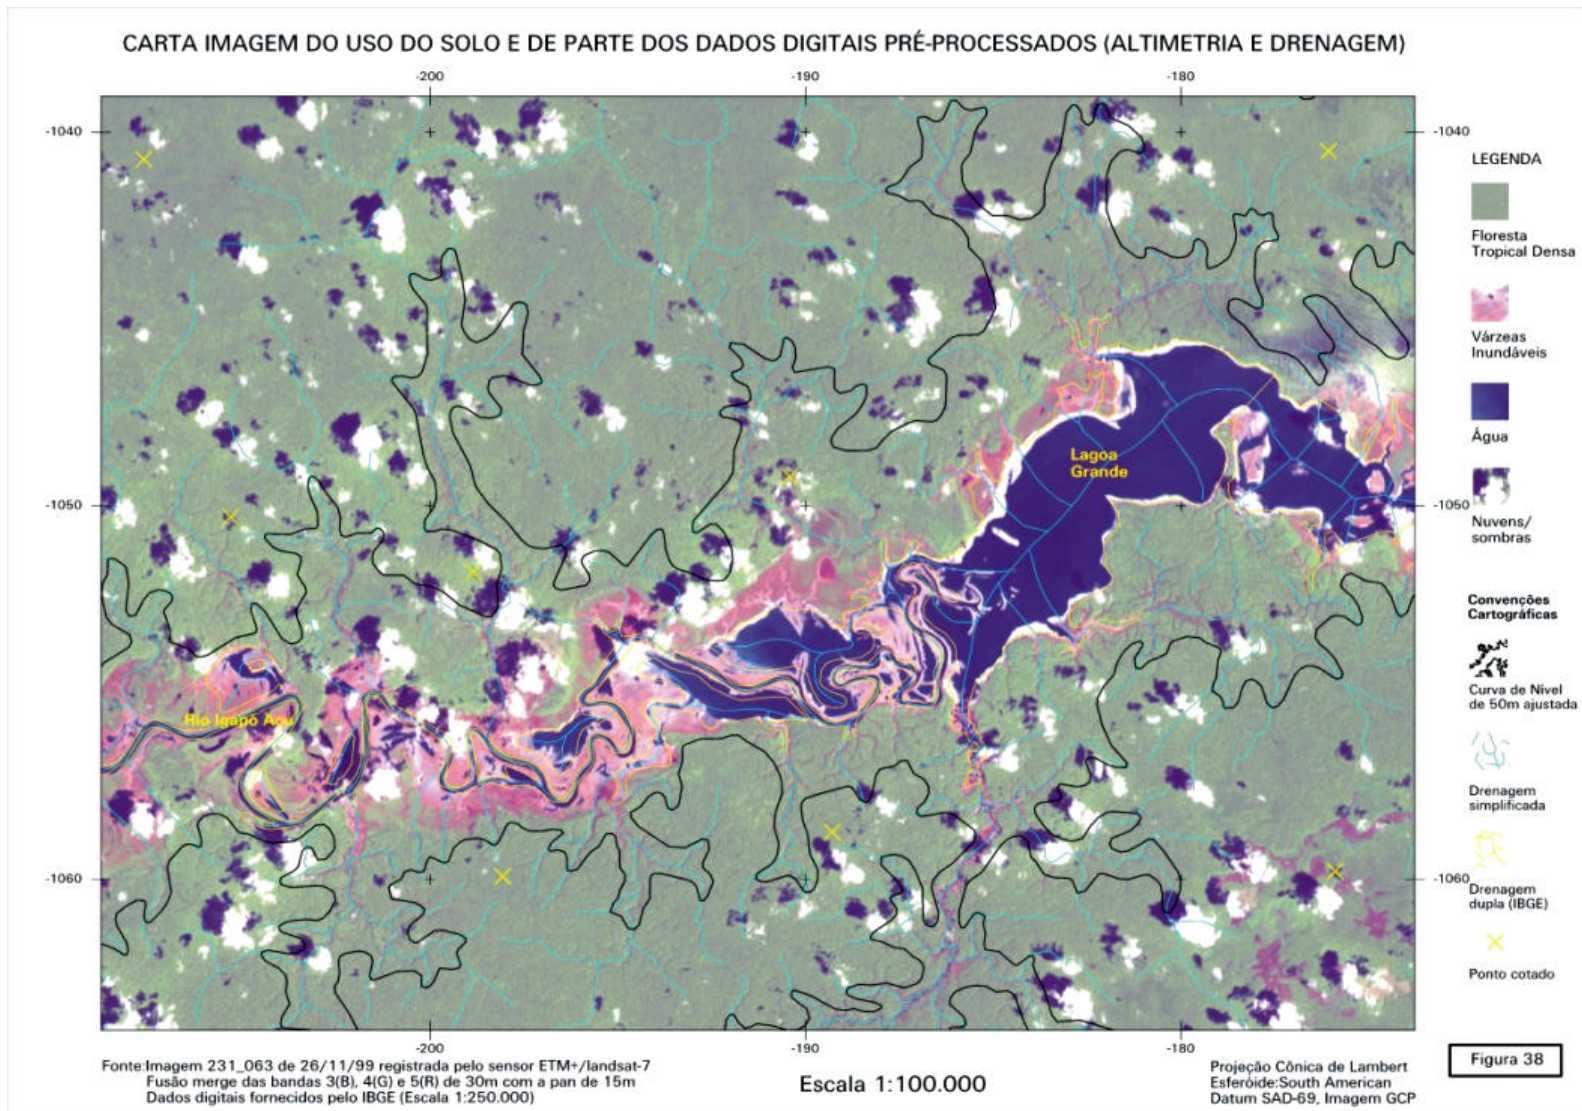 CARTA IMAGEM DO USO DO SOLO E DE PARTE DOS DADOS DIGITAIS PRÉ-PROCESSADOS (ALTIMETRIA E DRENAGEM)
-200 -190 -180
-1040 -1040
LEGENDA
Floresta
Tropical Densa
Várzeas
Inundáveis
Água
Lagoa
Grande
-1050 -1050
Nuvens/
sombras
Convenções
Cartográficas
Curva de Nível
de 50m ajustada
Rio Igapó Açu
Drenagem
simplificada
-1060 -1060
Drenagem
dupla (IBGE)
Ponto cotado
-200 -190 -180
Fonte:Imagem 231_063 de 26/11/99 registrada pelo sensor ETM+/landsat-7
Fusão merge das bandas 3(B), 4(G) e 5(R) de 30m com a pan de 15m
Dados digitais fornecidos pelo IBGE (Escala 1:250.000)
Escala 1:100.000
Projeção Cônica de Lambert
Esferóide:South American
Datum SAD-69, Imagem GCP
Figura 38